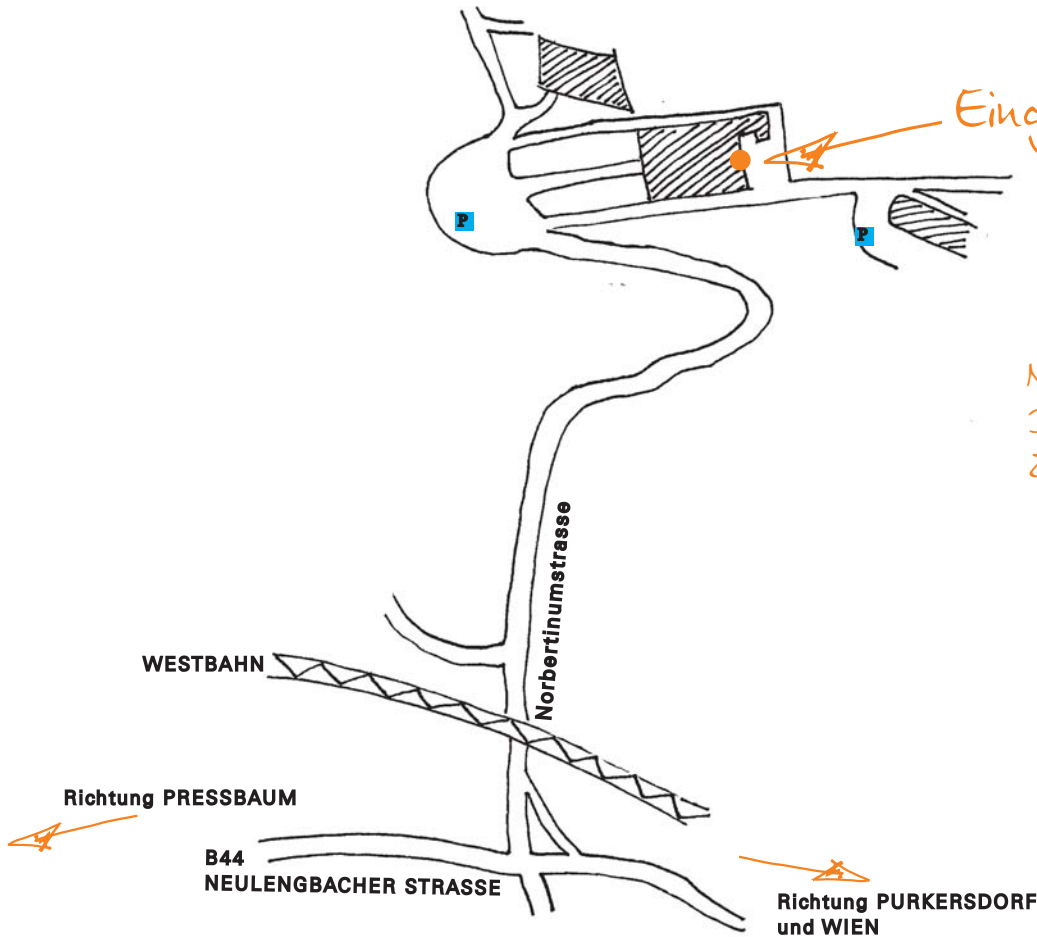 P
P
Norbertinumstrasse
WESTBAHN
Richtung PRESSBAUM
B44
NEULENGBACHER STRASSE
Richtung PURKERSDORF
und WIEN